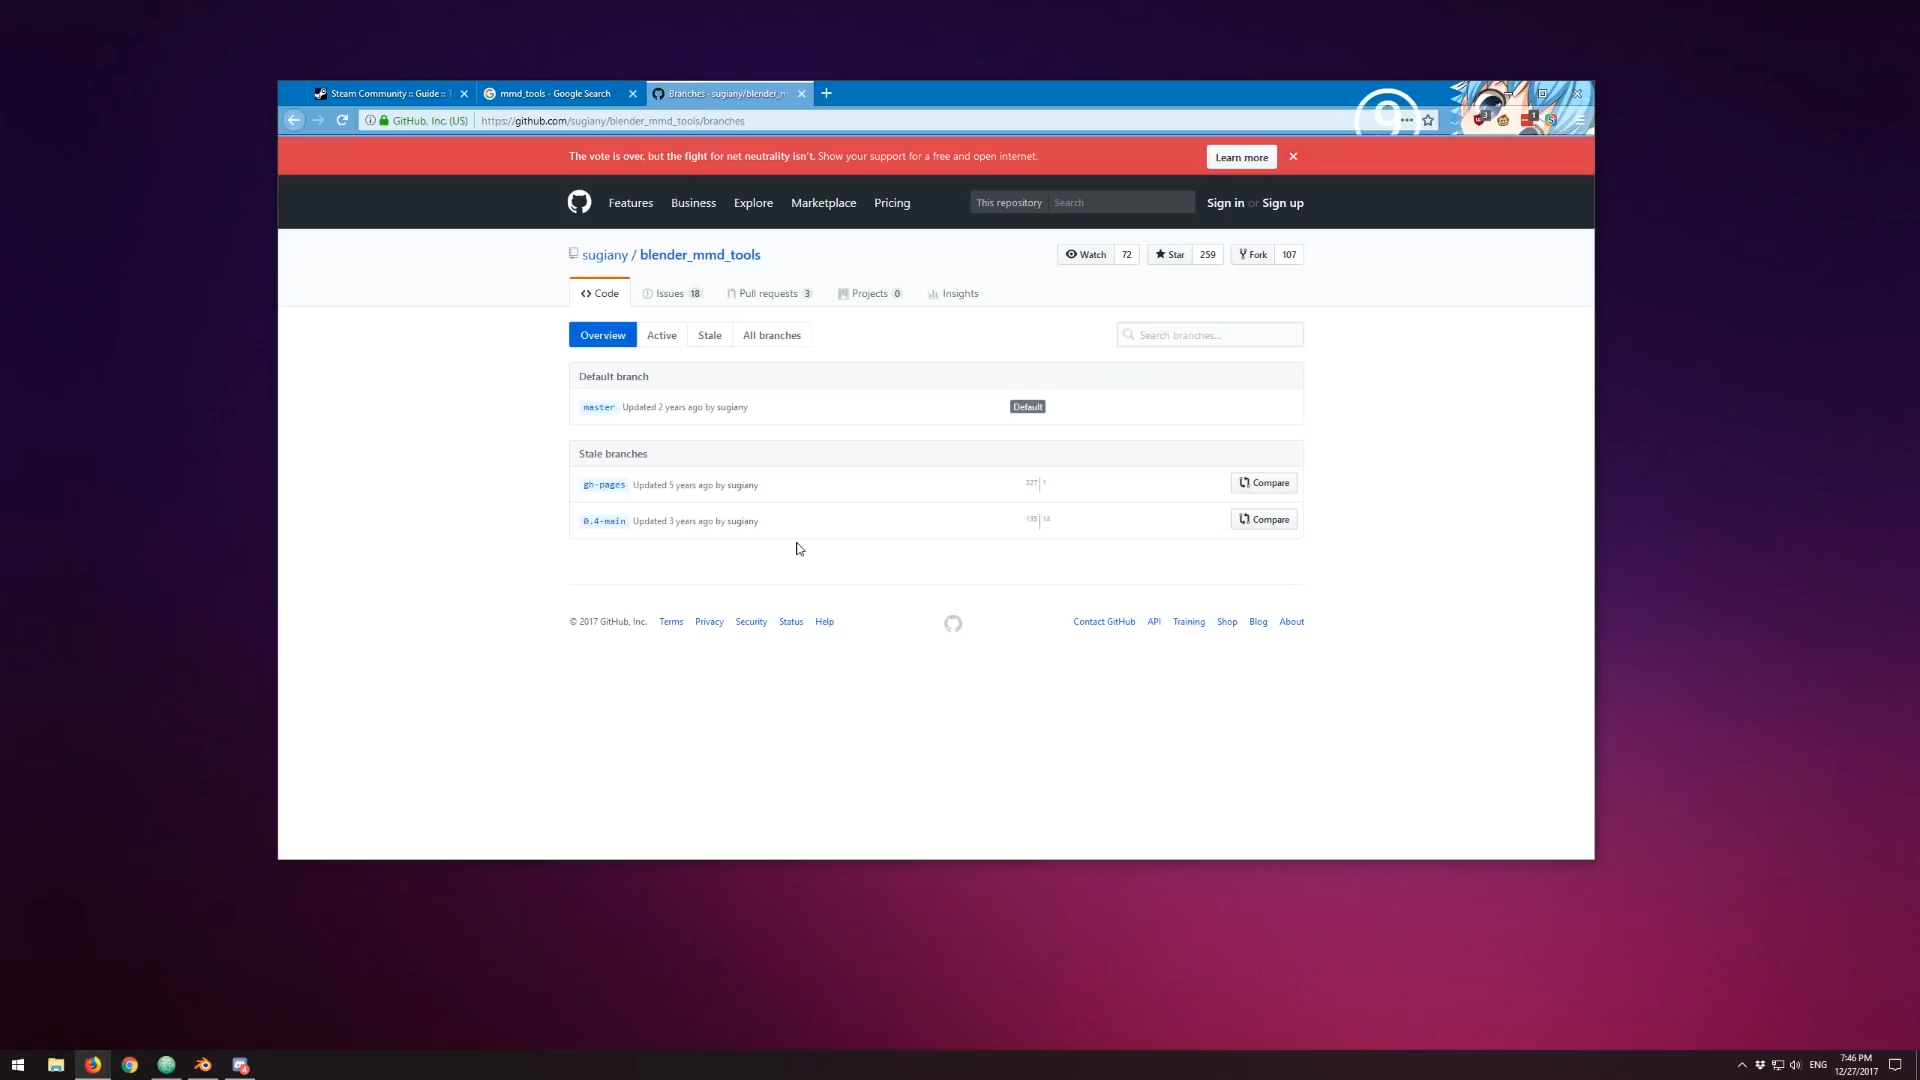 Steam Community :: Guide :: T
mmd_tools - Google Search
Branches · sugiany/blender_m
GitHub, Inc. (US)
https://github.com/sugiany/blender_mmd_tools/branches
The vote is over, but the fight for net neutrality isn't. Show your support for a free and open internet.
Learn more
Features
Business
Explore
Marketplace
Pricing
This repository
Search
Sign in or Sign up
sugiany / blender_mmd_tools
Watch 72
Star 259
Fork 107
<> Code
Issues 18
Pull requests 3
Projects 0
Insights
Overview
Active
Stale
All branches
Search branches...
Default branch
master Updated 2 years ago by sugiany
Default
Stale branches
gh-pages Updated 5 years ago by sugiany
327 | 1
Compare
0.4-main Updated 3 years ago by sugiany
135 | 14
Compare
© 2017 GitHub, Inc.
Terms
Privacy
Security
Status
Help
Contact GitHub
API
Training
Shop
Blog
About
ENG
7:46 PM
12/27/2017